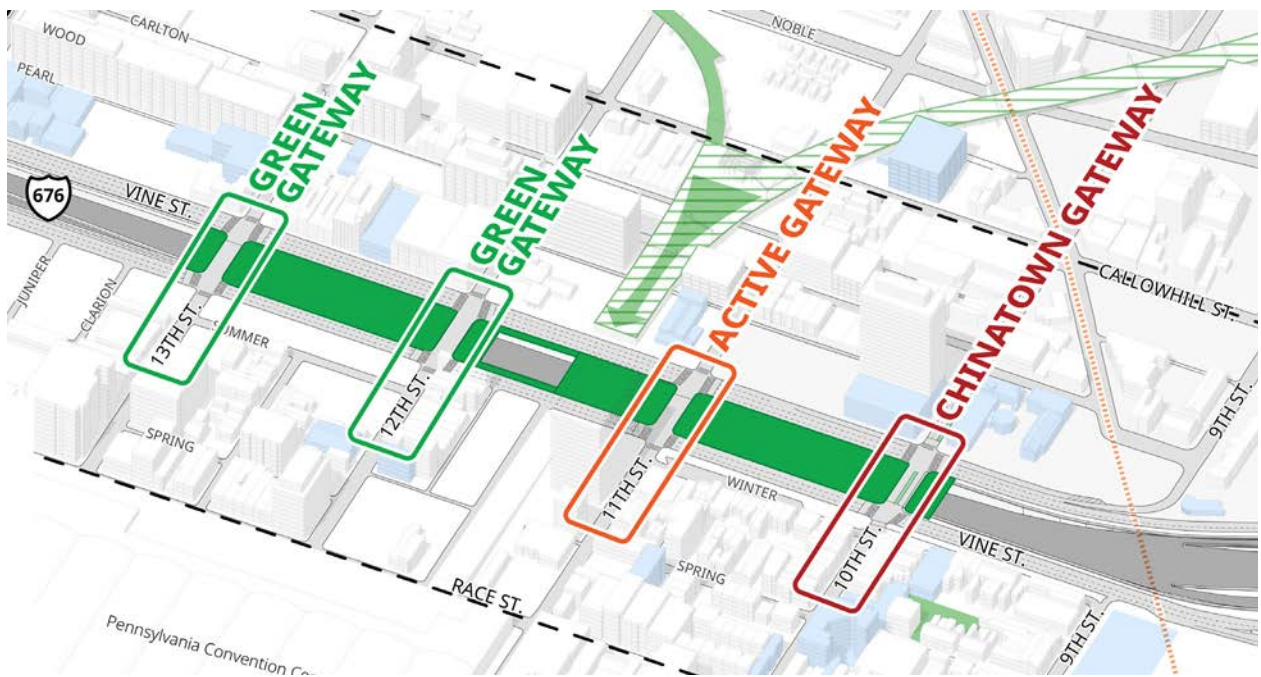 CARLTON
WOOD
PEARL
NOBLE
GREEN
GATEWAY
GREEN
GATEWAY
ACTIVE GATEWAY
CHINATOWN GATEWAY
676
VINE ST.
CALLOWHILL ST.
JUNIPER
CLARION
13TH ST.
SUMMER
12TH ST.
9TH ST.
SPRING
11TH ST.
WINTER
10TH ST.
VINE ST.
SPRING
RACE ST.
9TH ST.
Pennsylvania Convention Cen